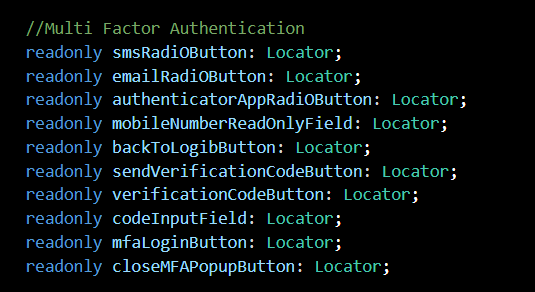 //Multi Factor Authentication
readonly smsRadiOButton: Locator;
readonly emailRadiOButton: Locator;
readonly authenticatorAppRadiOButton: Locator;
readonly mobileNumberReadOnlyField: Locator;
readonly backToLogibButton: Locator;
readonly sendVerificationCodeButton: Locator;
readonly verificationCodeButton: Locator;
readonly codeInputField: Locator;
readonly mfaLoginButton: Locator;
readonly closeMFAPopupButton: Locator;